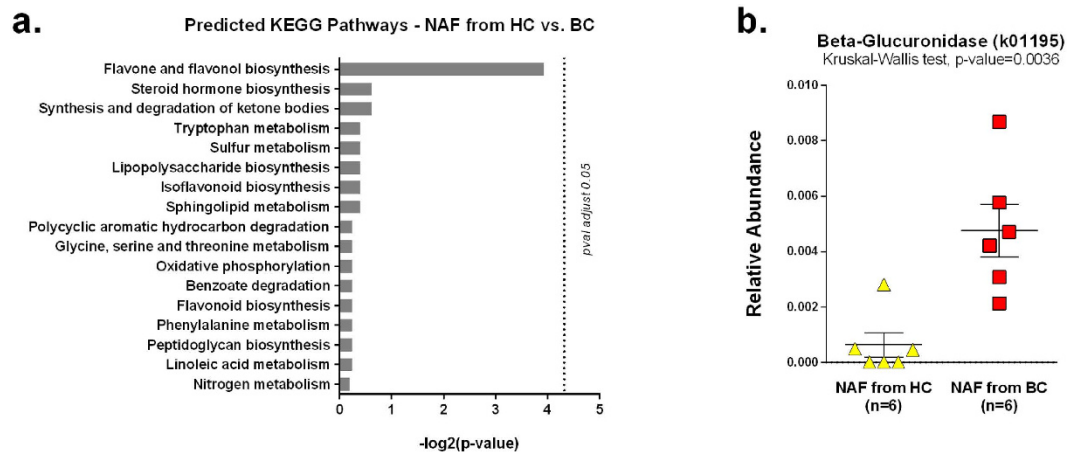 a.
Predicted KEGG Pathways - NAF from HC vs. BC
Flavone and flavonol biosynthesis
Steroid hormone biosynthesis
Synthesis and degradation of ketone bodies
Tryptophan metabolism
Sulfur metabolism
Lipopolysaccharide biosynthesis
Isoflavonoid biosynthesis
Sphingolipid metabolism
Polycyclic aromatic hydrocarbon degradation
Glycine, serine and threonine metabolism
Oxidative phosphorylation
Benzoate degradation
Flavonoid biosynthesis
Phenylalanine metabolism
Peptidoglycan biosynthesis
Linoleic acid metabolism
Nitrogen metabolism
0 1 2 3 4 5
-log2(p-value)
pval adjust 0.05
b.
Beta-Glucuronidase (k01195)
Kruskal-Wallis test, p-value=0.0036
Relative Abundance
0.010
0.008
0.006
0.004
0.002
0.000
NAF from HC NAF from BC
(n=6) (n=6)